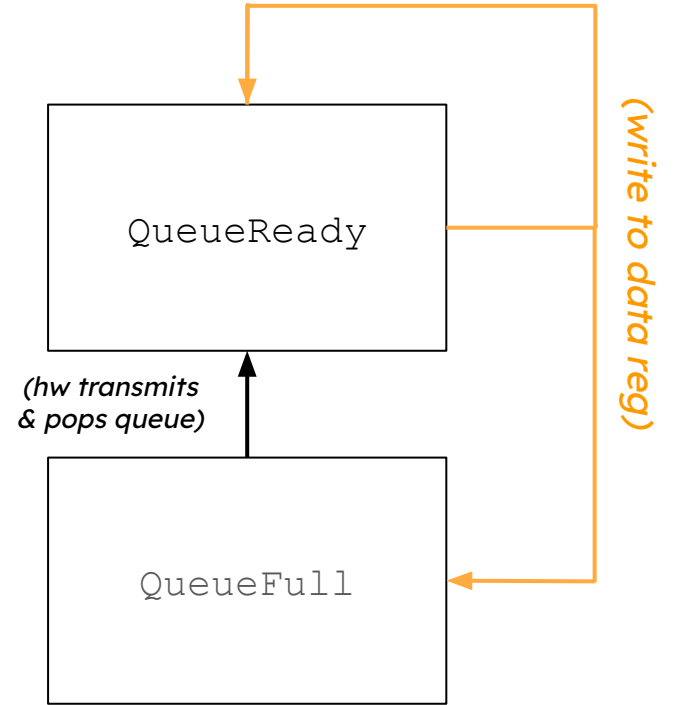 QueueReady
(write to data reg)
(hw transmits
& pops queue)
QueueFull